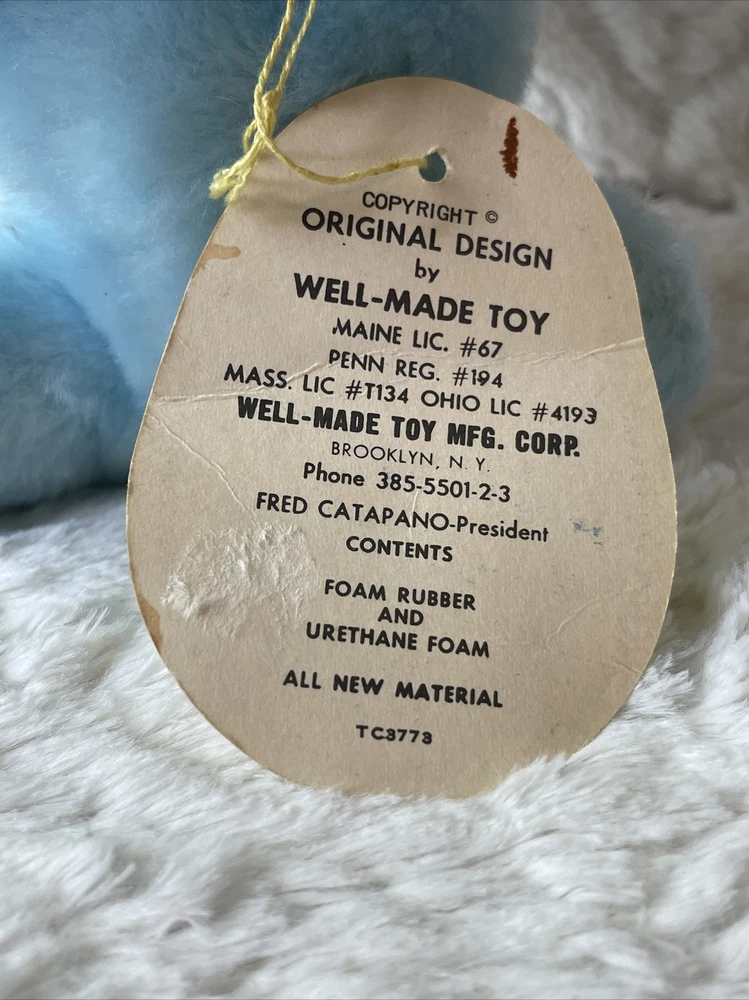 COPYRIGHT ©
ORIGINAL DESIGN
by
WELL-MADE TOY
MAINE LIC. #67
PENN REG. #194
MASS. LIC #T134 OHIO LIC #4193
WELL-MADE TOY MFG. CORP.
BROOKLYN, N. Y.
Phone 385-5501-2-3
FRED CATAPANO-President
CONTENTS
FOAM RUBBER
AND
URETHANE FOAM
ALL NEW MATERIAL
TC3773